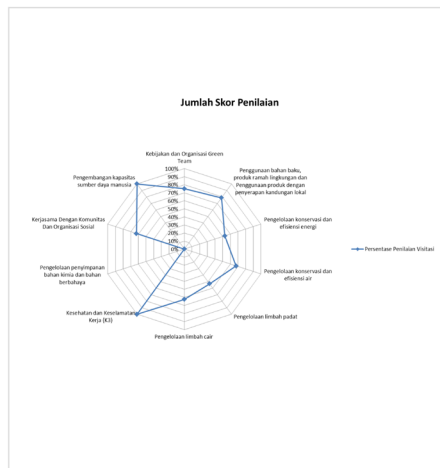 Jumlah Skor Penilaian
Kebijakan dan Organisasi Green
Team
100%
90%
80%
70%
60%
50%
40%
30%
20%
10%
0%
Penggunaan bahan baku,
produk ramah lingkungan dan
Penggunaan produk dengan
penyerapan kandungan lokal
Pengelolaan konservasi dan
efisiensi energi
Pengelolaan konservasi dan
efisiensi air
Pengelolaan limbah padat
Pengelolaan limbah cair
Kesehatan dan Keselamatan
Kerja (K3)
Pengelolaan penyimpanan
bahan kimia dan bahan
berbahaya
Kerjasama Dengan Komunitas
Dan Organisasi Sosial
Pengembangan kapasitas
sumber daya manusia
Persentase Penilaian Visitasi